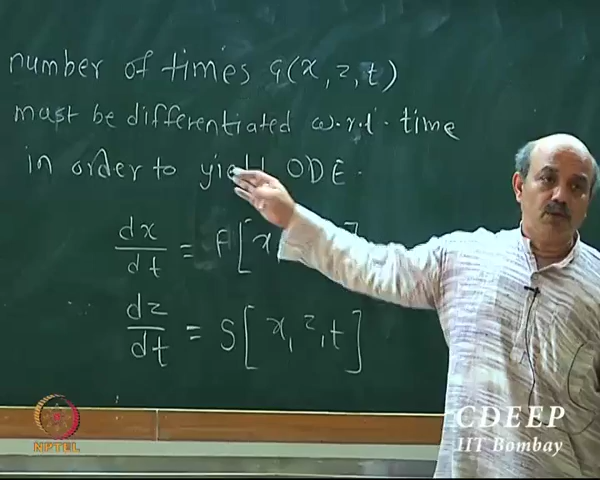 number of times G(x, z, t)
must be differentiated w.r.t. time
in order to yield ODE.
dx/dt = F[x
dz/dt = S[x, z, t]
CDEEP
IIT Bombay
NPTEL